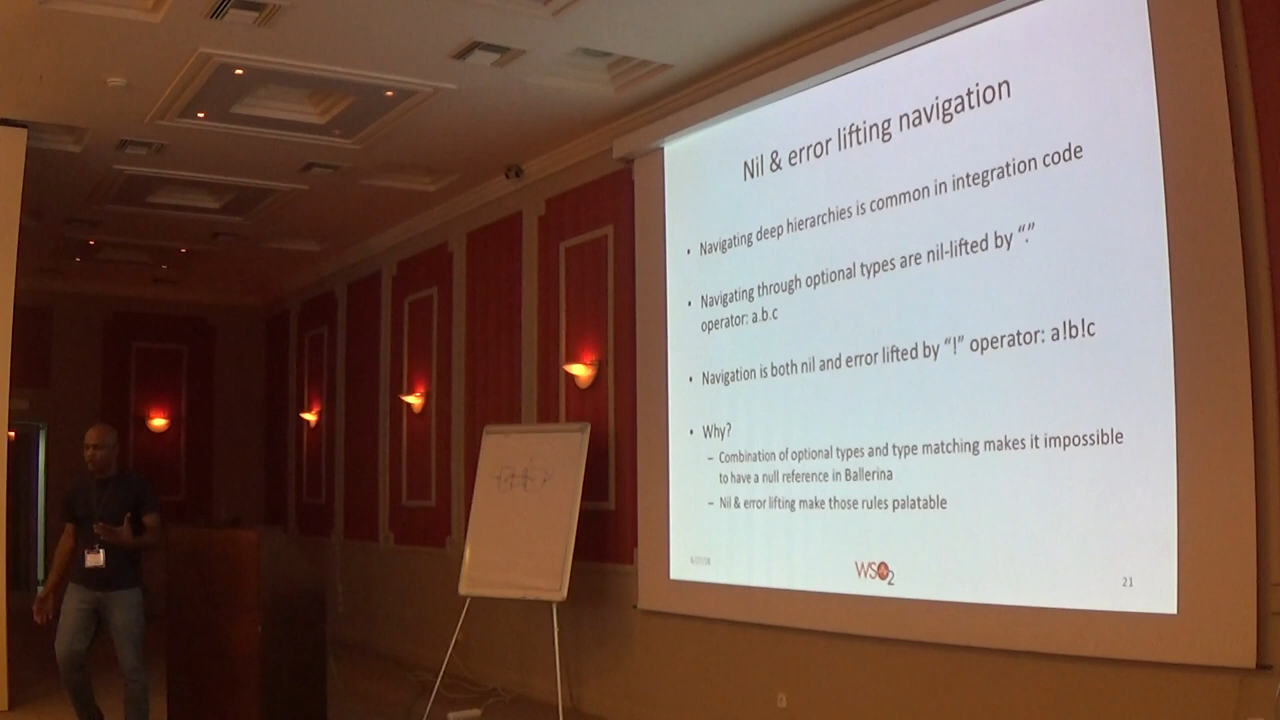 Nil & error lifting navigation
• Navigating deep hierarchies is common in integration code
• Navigating through optional types are nil-lifted by “.”
operator: a.b.c
• Navigation is both nil and error lifted by “!” operator: a!b!c
• Why?
– Combination of optional types and type matching makes it impossible
to have a null reference in Ballerina
– Nil & error lifting make those rules palatable
WSO2
21